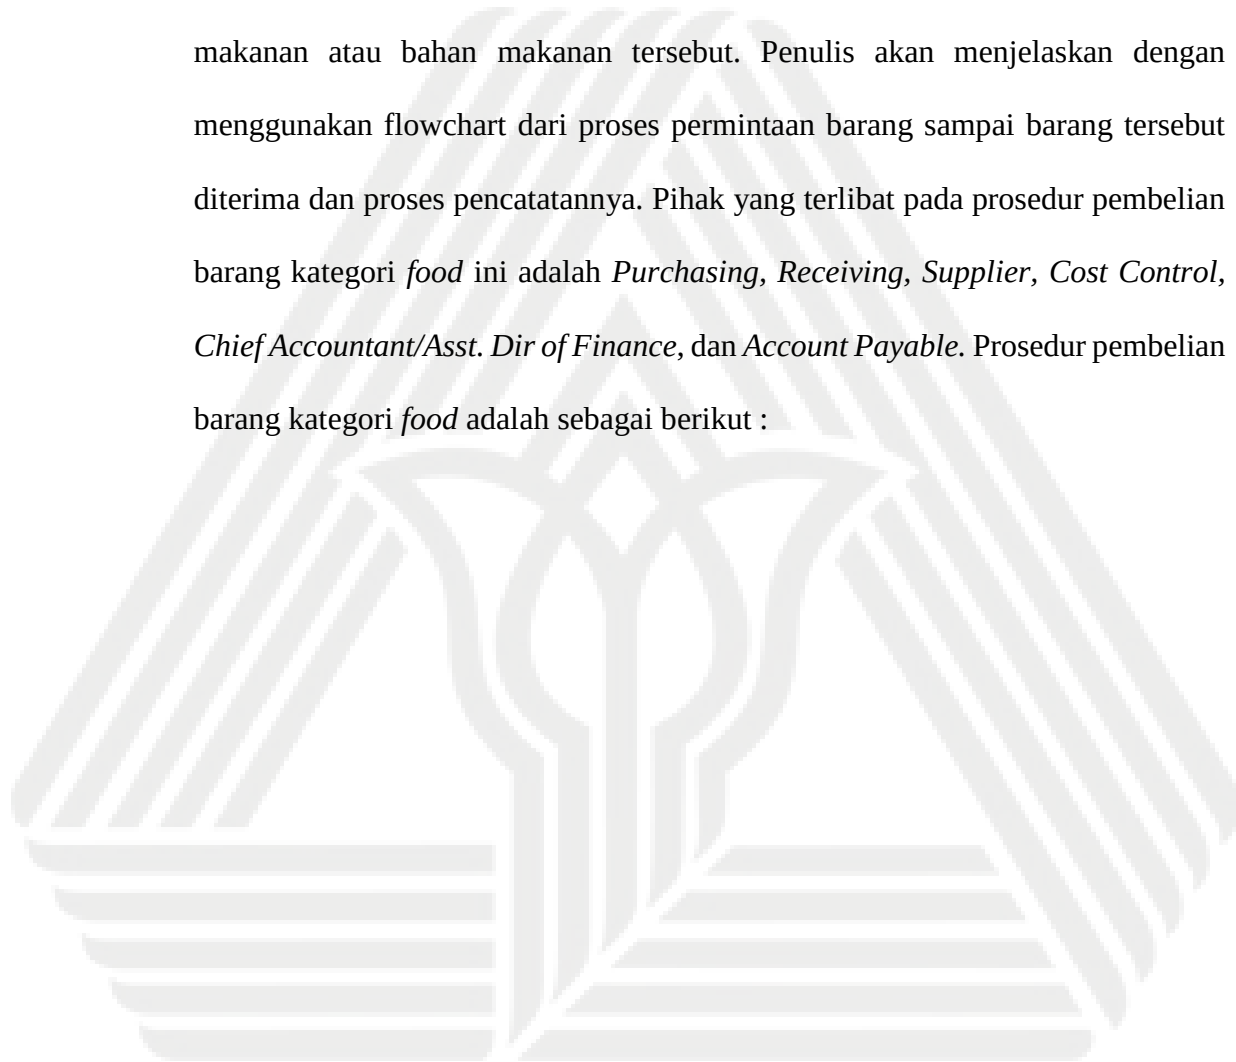 makanan atau bahan makanan tersebut. Penulis akan menjelaskan dengan
menggunakan flowchart dari proses permintaan barang sampai barang tersebut
diterima dan proses pencatatannya. Pihak yang terlibat pada prosedur pembelian
barang kategori food ini adalah Purchasing, Receiving, Supplier, Cost Control,
Chief Accountant/Asst. Dir of Finance, dan Account Payable. Prosedur pembelian
barang kategori food adalah sebagai berikut :